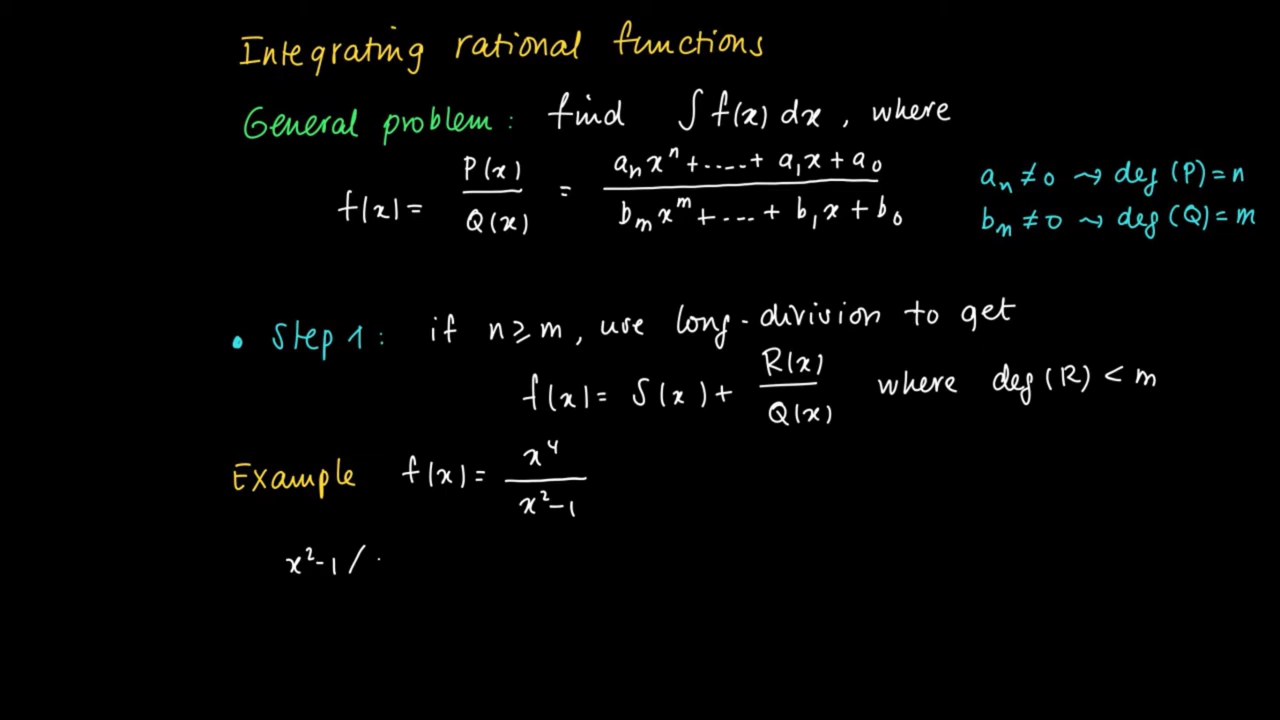 Integrating rational functions
General problem: find ∫ f(x) dx, where
f(x) = P(x)/Q(x) = (aₙxⁿ + ..... + a₁x + a₀)/(bₘxᵐ + .... + b₁x + b₀)
aₙ ≠ 0 ⇝ deg (P) = n
bₘ ≠ 0 ⇝ deg (Q) = m
• Step 1: if n ≥ m, use long-division to get
f(x) = S(x) + R(x)/Q(x) where deg (R) < m
Example f(x) = x⁴/(x²-1)
x²-1 / .